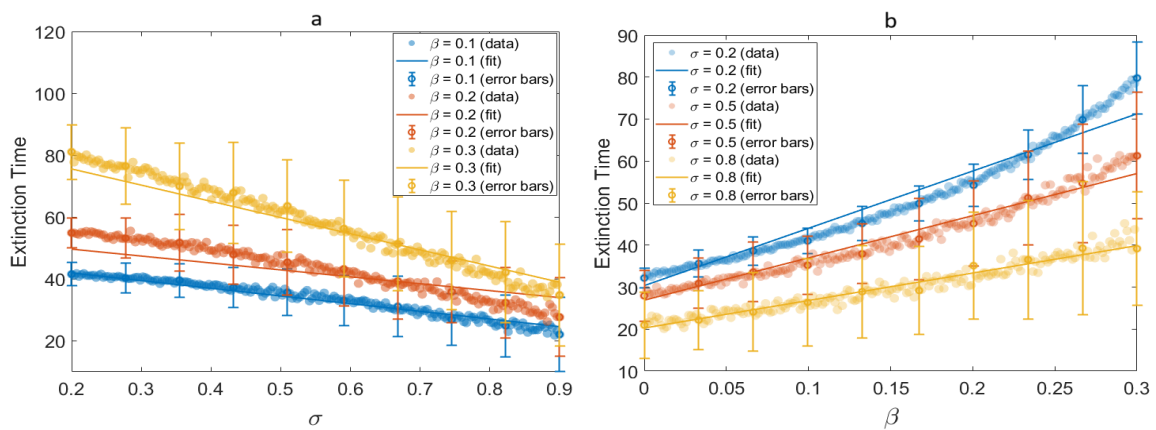 a
Extinction Time
120
100
80
60
40
20
0.2 0.3 0.4 0.5 0.6 0.7 0.8 0.9
σ
β = 0.1 (data)
β = 0.1 (fit)
β = 0.1 (error bars)
β = 0.2 (data)
β = 0.2 (fit)
β = 0.2 (error bars)
β = 0.3 (data)
β = 0.3 (fit)
β = 0.3 (error bars)
b
Extinction Time
90
80
70
60
50
40
30
20
10
0 0.05 0.1 0.15 0.2 0.25 0.3
β
σ = 0.2 (data)
σ = 0.2 (fit)
σ = 0.2 (error bars)
σ = 0.5 (data)
σ = 0.5 (fit)
σ = 0.5 (error bars)
σ = 0.8 (data)
σ = 0.8 (fit)
σ = 0.8 (error bars)